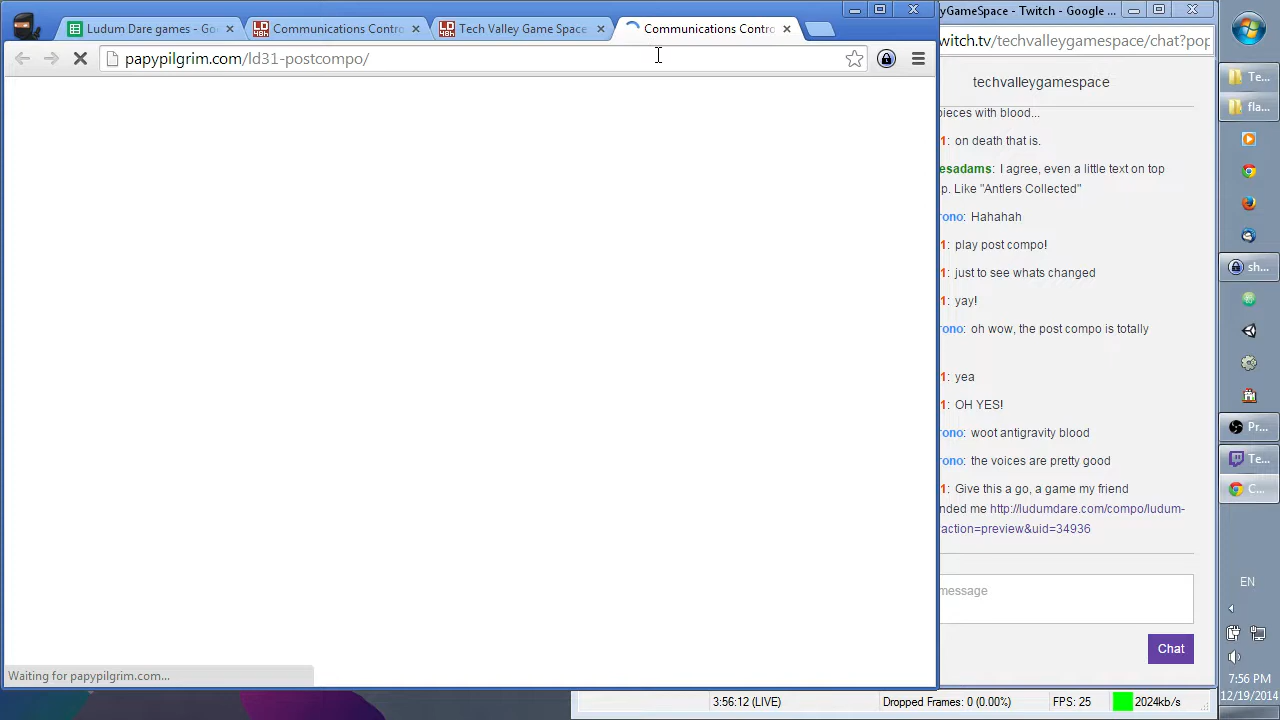 Ludum Dare games - Go
Communications Contro
Tech Valley Game Space
Communications Contro
papypilgrim.com/ld31-postcompo/
Waiting for papypilgrim.com...
yGameSpace - Twitch - Google ...
witch.tv/techvalleygamespace/chat?pop
techvalleygamespace
pieces with blood...
1: on death that is.
esadams: I agree, even a little text on top
p. Like "Antlers Collected"
rono: Hahahah
1: play post compo!
1: just to see whats changed
1: yay!
rono: oh wow, the post compo is totally
1: yea
1: OH YES!
rono: woot antigravity blood
rono: the voices are pretty good
1: Give this a go, a game my friend
nded me http://ludumdare.com/compo/ludum-
action=preview&uid=34936
message
Chat
3:56:12 (LIVE)
Dropped Frames: 0 (0.00%)
FPS: 25
2024kb/s
Te...
fla...
sh...
Pr...
Te...
C...
EN
7:56 PM
12/19/2014